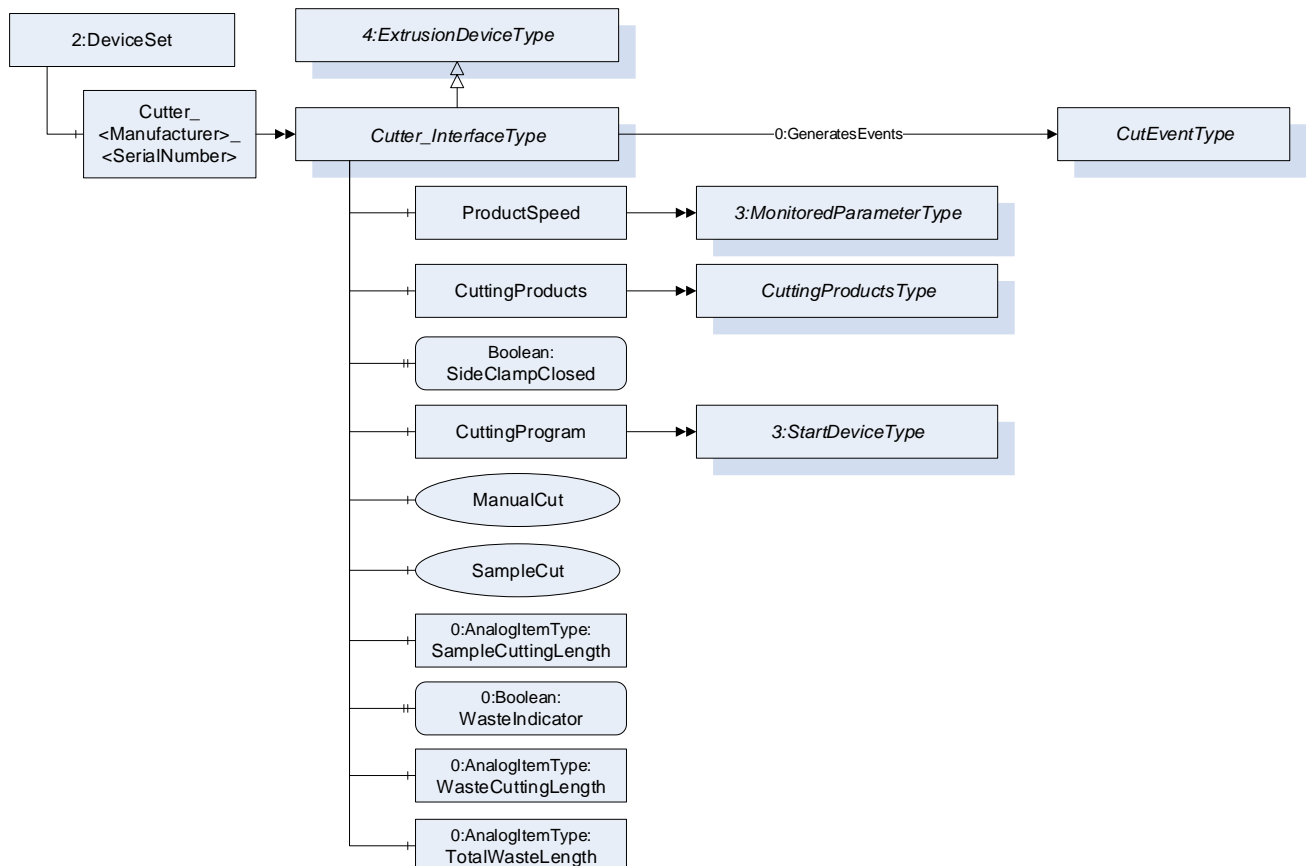 2:DeviceSet
4:ExtrusionDeviceType
Cutter_
<Manufacturer>_
<SerialNumber>
Cutter_InterfaceType
0:GeneratesEvents
CutEventType
ProductSpeed
3:MonitoredParameterType
CuttingProducts
CuttingProductsType
Boolean:
SideClampClosed
CuttingProgram
3:StartDeviceType
ManualCut
SampleCut
0:AnalogItemType:
SampleCuttingLength
0:Boolean:
WasteIndicator
0:AnalogItemType:
WasteCuttingLength
0:AnalogItemType:
TotalWasteLength